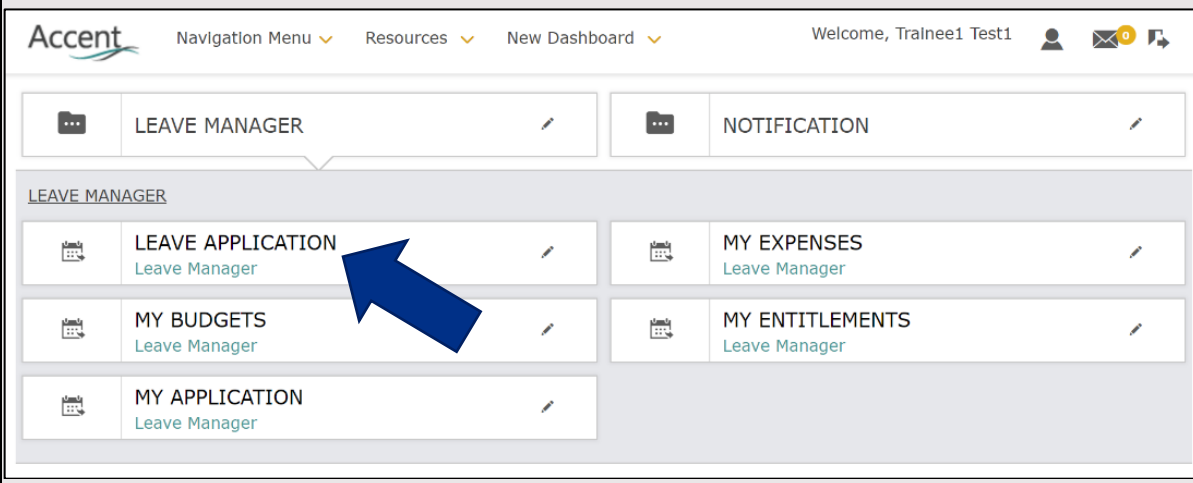 Accent Navigation Menu Resources New Dashboard Welcome, Trainee1 Test1 0
LEAVE MANAGER NOTIFICATION
LEAVE MANAGER
LEAVE APPLICATION
Leave Manager
MY EXPENSES
Leave Manager
MY BUDGETS
Leave Manager
MY ENTITLEMENTS
Leave Manager
MY APPLICATION
Leave Manager